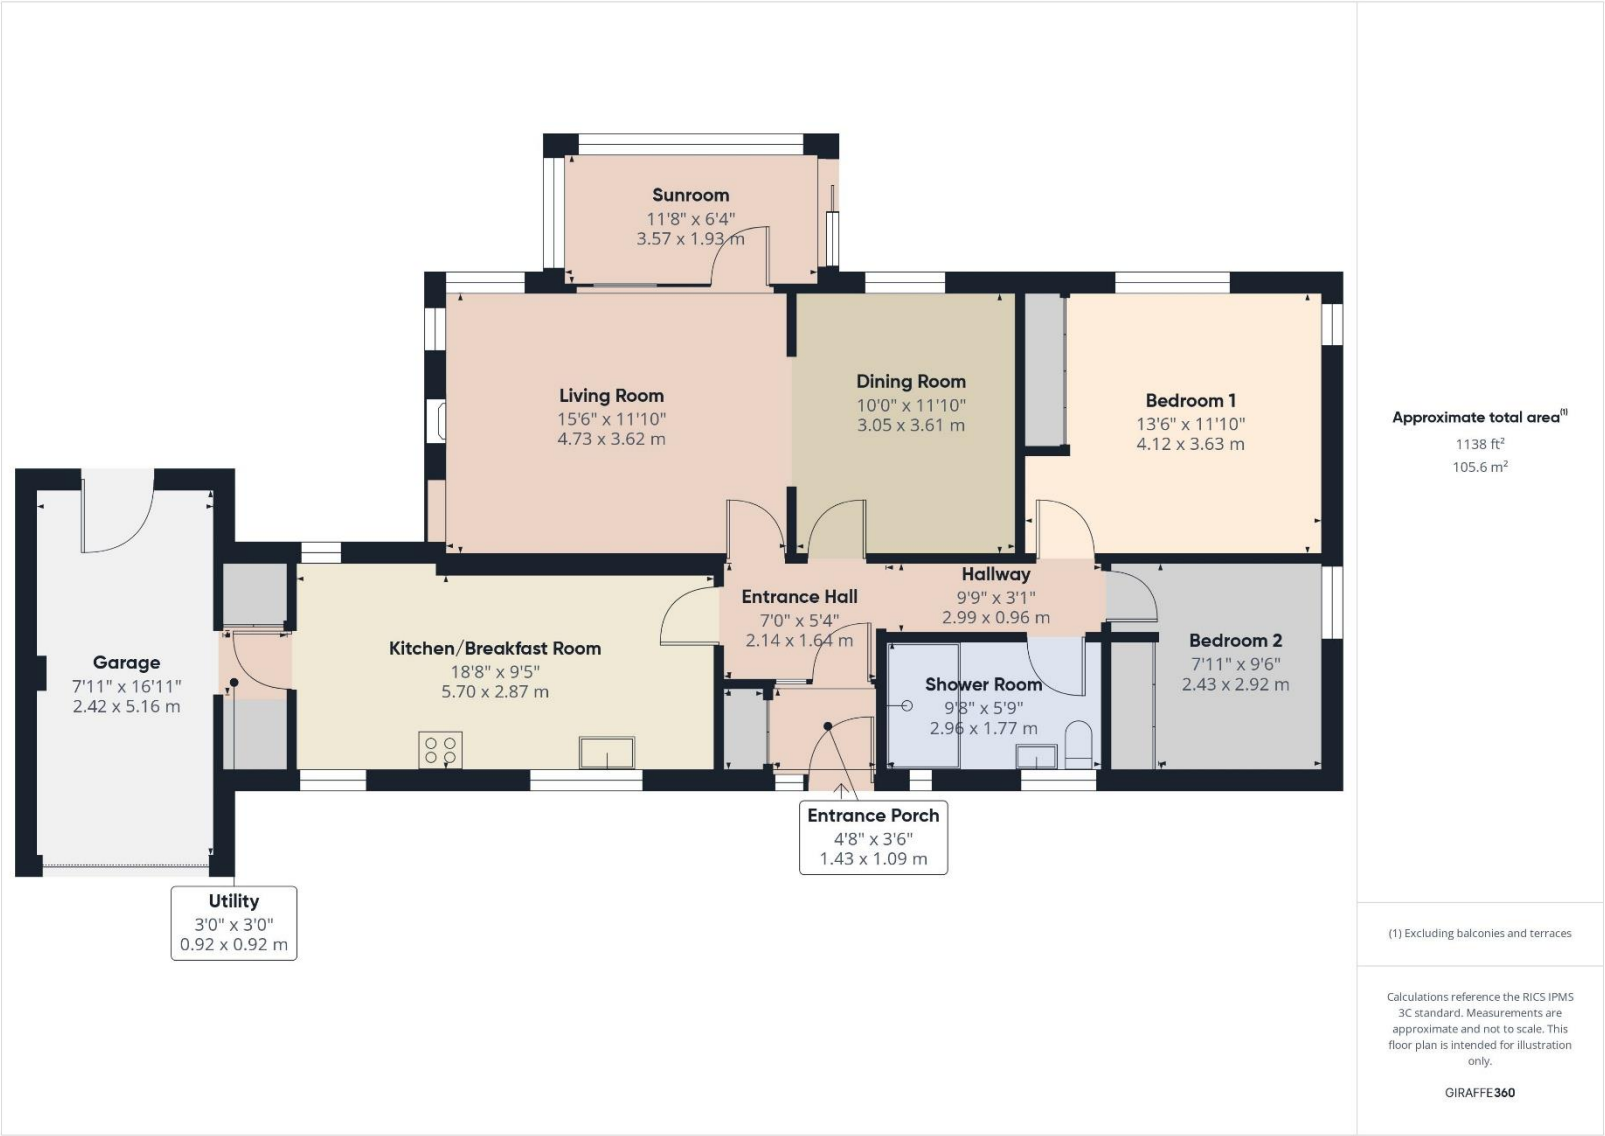 Sunroom
11'8" x 6'4"
3.57 x 1.93 m
Living Room
15'6" x 11'10"
4.73 x 3.62 m
Dining Room
10'0" x 11'10"
3.05 x 3.61 m
Bedroom 1
13'6" x 11'10"
4.12 x 3.63 m
Garage
7'11" x 16'11"
2.42 x 5.16 m
Kitchen/Breakfast Room
18'8" x 9'5"
5.70 x 2.87 m
Entrance Hall
7'0" x 5'4"
2.14 x 1.64 m
Hallway
9'9" x 3'1"
2.99 x 0.96 m
Shower Room
9'8" x 5'9"
2.96 x 1.77 m
Bedroom 2
7'11" x 9'6"
2.43 x 2.92 m
Entrance Porch
4'8" x 3'6"
1.43 x 1.09 m
Utility
3'0" x 3'0"
0.92 x 0.92 m
Approximate total area(1)
1138 ft²
105.6 m²
(1) Excluding balconies and terraces
Calculations reference the RICS IPMS
3C standard. Measurements are
approximate and not to scale. This
floor plan is intended for illustration
only.
GIRAFFE360